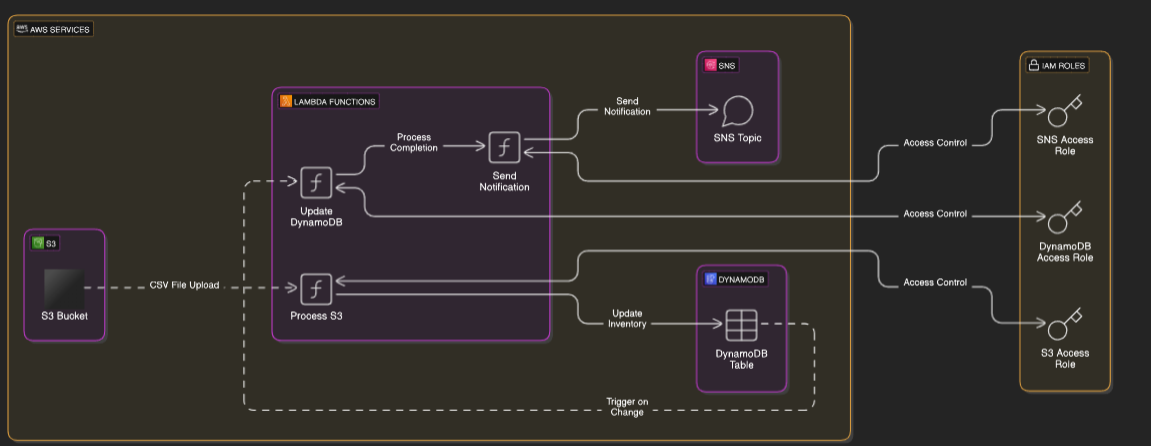 aws AWS SERVICES
SNS
IAM ROLES
LAMBDA FUNCTIONS
Send
Notification
SNS Topic
Process
Completion
Access Control
SNS Access
Role
Send
Notification
Update
DynamoDB
Access Control
DynamoDB
Access Role
S3
CSV File Upload
S3 Bucket
Process S3
DYNAMODB
Access Control
Update
Inventory
DynamoDB
Table
S3 Access
Role
Trigger on
Change